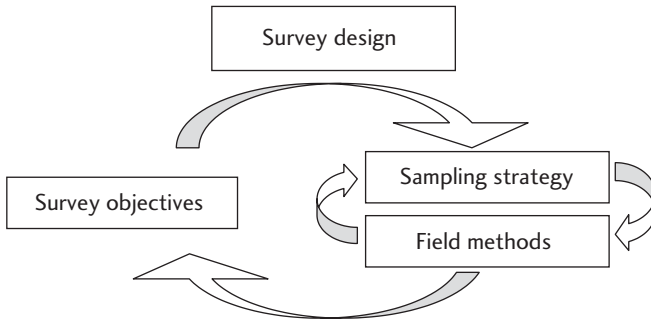 Survey design
Sampling strategy
Survey objectives
Field methods